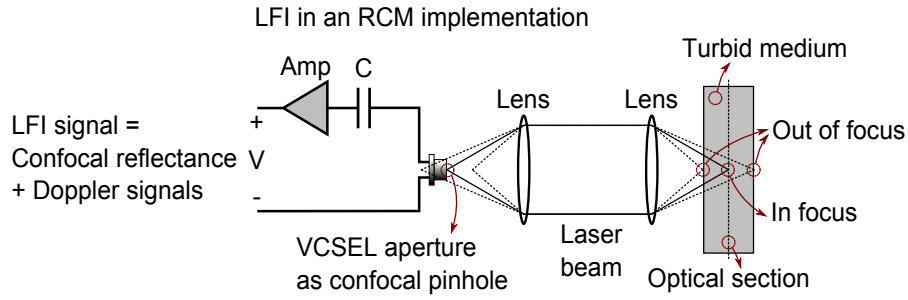 LFI in an RCM implementation
Amp
C
Lens
Lens
Turbid medium
+
V
-
LFI signal =
Confocal reflectance
+ Doppler signals
Out of focus
In focus
VCSEL aperture
as confocal pinhole
Laser
beam
Optical section